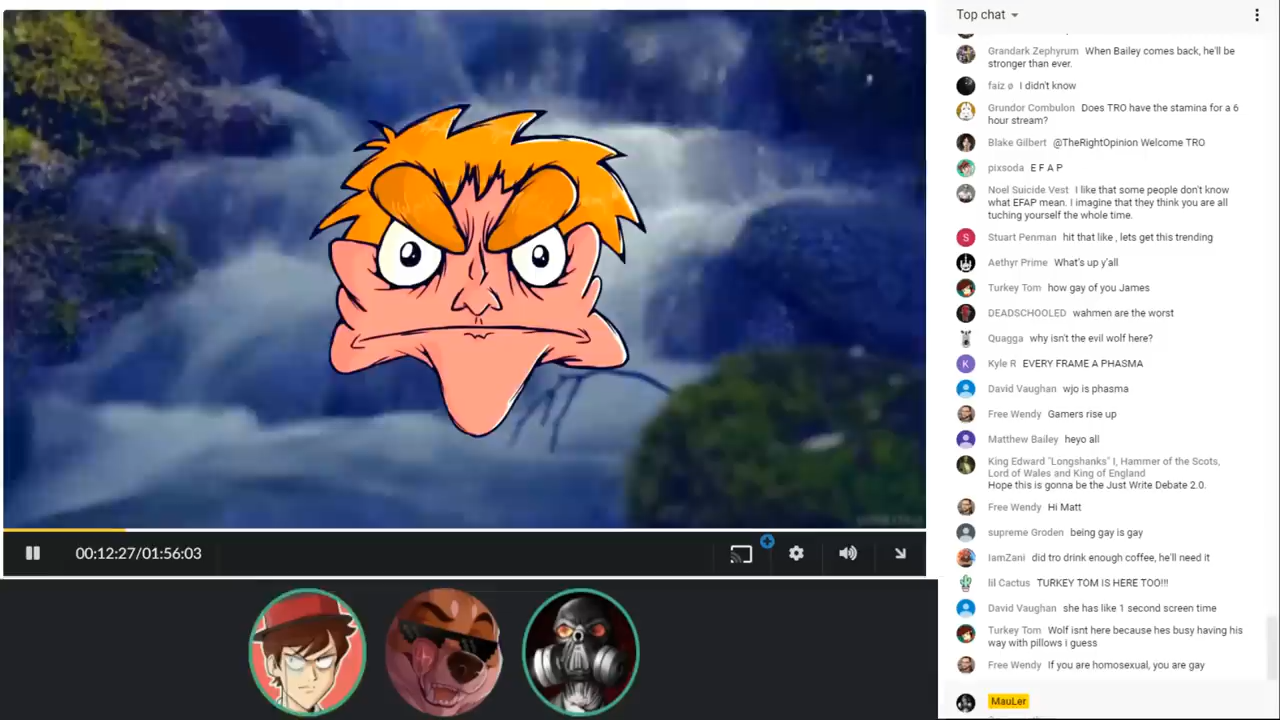 Top chat
Grandark Zephyrum When Bailey comes back, he'll be
stronger than ever.
faiz ø I didn't know
Grundor Combulon Does TRO have the stamina for a 6
hour stream?
Blake Gilbert @TheRightOpinion Welcome TRO
pixsoda E F A P
Noel Suicide Vest I like that some people don't know
what EFAP mean. I imagine that they think you are all
tuching yourself the whole time.
S
Stuart Penman hit that like , lets get this trending
Aethyr Prime What's up y'all
Turkey Tom how gay of you James
DEADSCHOOLED wahmen are the worst
Quagga why isn't the evil wolf here?
K
Kyle R EVERY FRAME A PHASMA
David Vaughan wjo is phasma
Free Wendy Gamers rise up
Matthew Bailey heyo all
King Edward "Longshanks" I, Hammer of the Scots,
Lord of Wales and King of England
Hope this is gonna be the Just Write Debate 2.0.
Free Wendy Hi Matt
supreme Groden being gay is gay
IamZani did tro drink enough coffee, he'll need it
lil Cactus TURKEY TOM IS HERE TOO!!!
David Vaughan she has like 1 second screen time
Turkey Tom Wolf isnt here because hes busy having his
way with pillows i guess
Free Wendy If you are homosexual, you are gay
MauLer
00:12:27/01:56:03